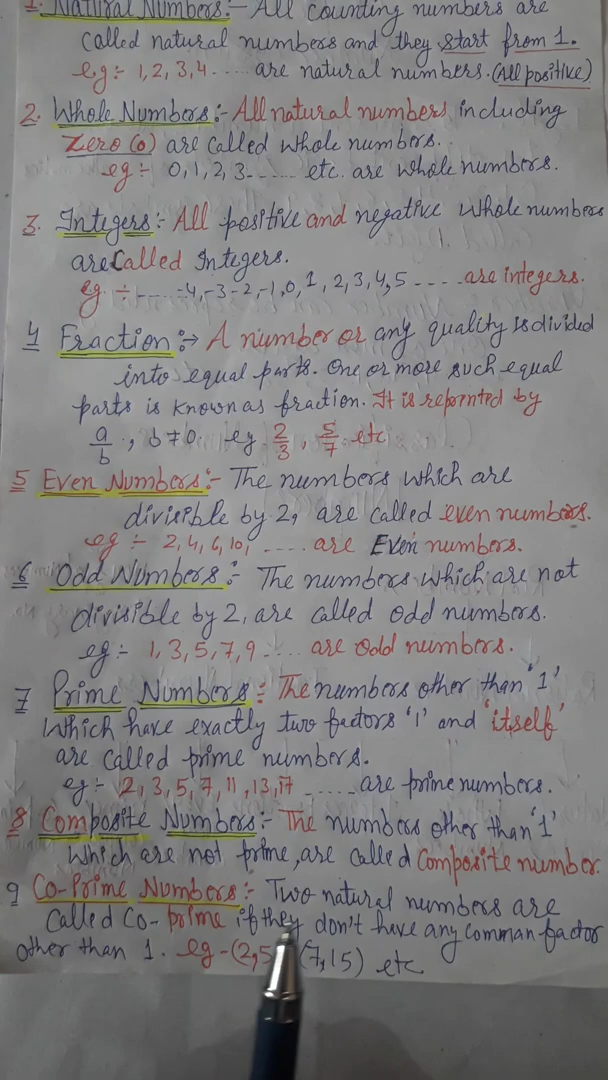 1. Natural Numbers:- All counting numbers are
called natural numbers and they start from 1.
eg:- 1, 2, 3, 4 ..... are natural numbers. (All positive)
2. Whole Numbers:- All natural numbers including
Zero (0) are called whole numbers.
eg:- 0, 1, 2, 3 ...... etc. are whole numbers.
3. Integers:- All positive and negative whole numbers
are Called Integers.
eg ÷ ..... -4, -3 -2, -1, 0, 1, 2, 3, 4, 5 .... are integers.
4 Fraction:→ A number or any quality is divided
into equal parts. One or more such equal
parts is known as fraction. It is reprinted by
a/b, b≠0. eg 2/3, 5/7 etc
5 Even Numbers:- The numbers which are
divisible by 2, are called even numbers.
eg ÷ 2, 4, 6, 10, ..... are Even numbers.
6 Odd Numbers:- The numbers which are not
divisible by 2, are called odd numbers.
eg:- 1, 3, 5, 7, 9 .... are odd numbers.
7 Prime Numbers: The numbers other than '1'
Which have exactly two factors '1' and 'itself'
are called prime numbers.
eg:- 2, 3, 5, 7, 11, 13, 17 ...... are prime numbers.
8 Composite Numbers:- The numbers other than '1'
which are not prime, are called Composite number.
9 Co-Prime Numbers:- Two natural numbers are
called Co-prime if they don't have any comman factor
other than 1. eg - (2, 5 (7, 15) etc